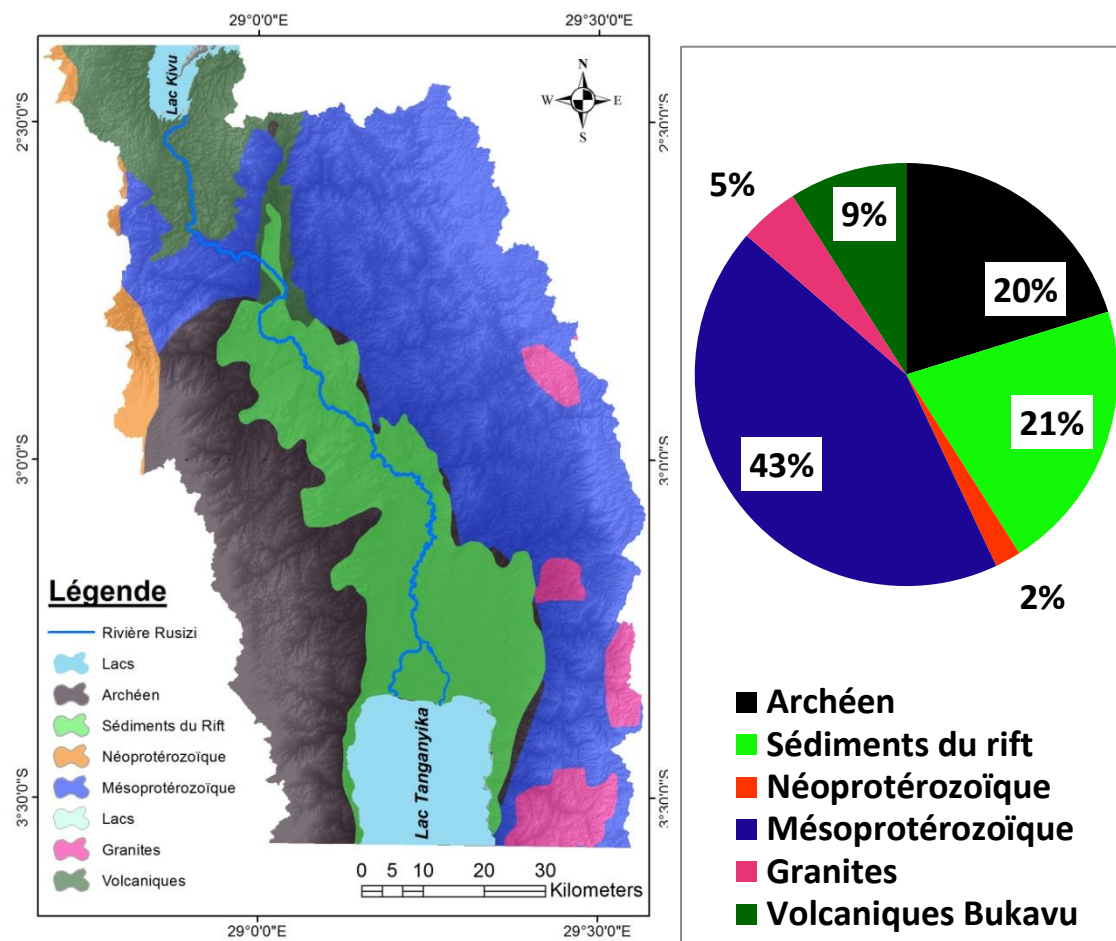 29°0'0"E
29°30'0"E
Lac Kivu
N
W E
S
2°30'0"S
2°30'0"S
3°0'0"S
3°0'0"S
Légende
Rivière Rusizi
Lacs
Archéen
Sédiments du Rift
Néoprotérozoïque
Mésoprotérozoïque
Lacs
Granites
Volcaniques
Lac Tanganyika
3°30'0"S
3°30'0"S
0 5 10 20 30
Kilometers
29°0'0"E
29°30'0"E
5%
9%
20%
21%
43%
2%
Archéen
Sédiments du rift
Néoprotérozoïque
Mésoprotérozoïque
Granites
Volcaniques Bukavu